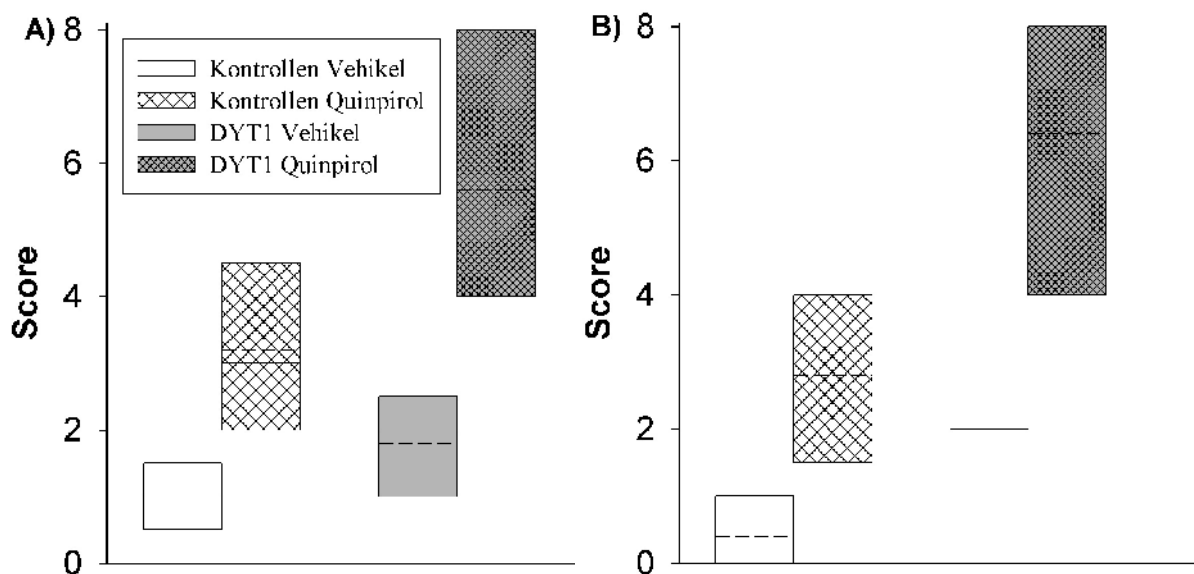 A)
8
Kontrollen Vehikel
Kontrollen Quinpirol
DYT1 Vehikel
DYT1 Quinpirol
6
4
2
0
Score
B)
8
6
4
2
0
Score